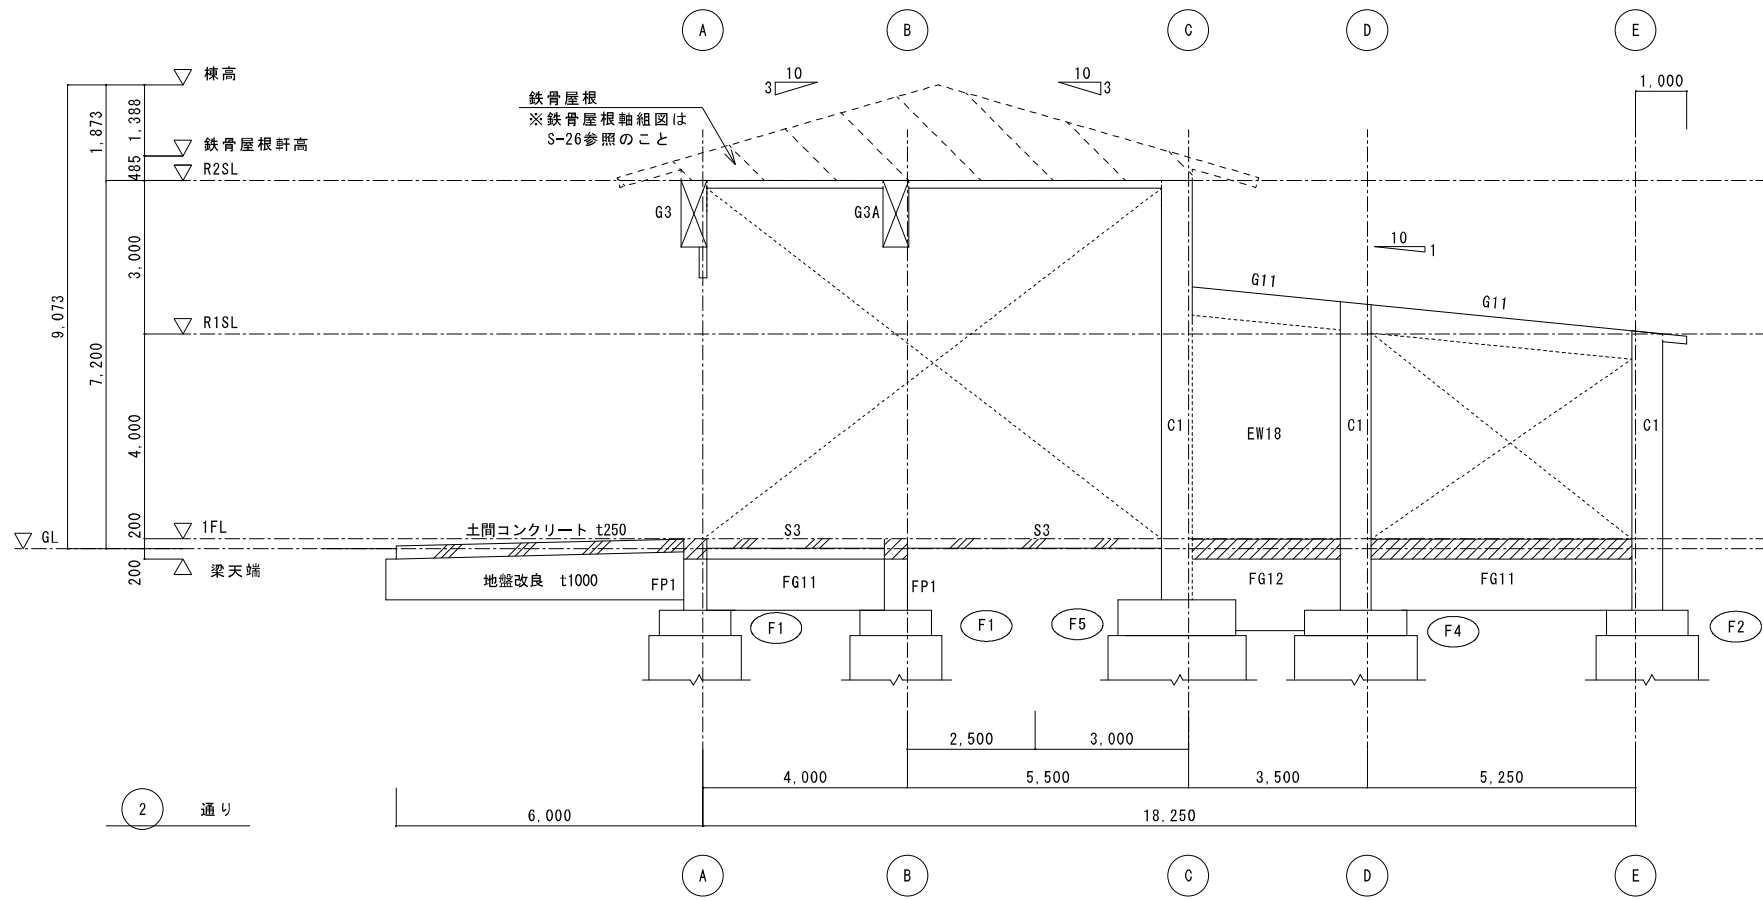 A
B
C
D
E
棟高
10
3
10
3
1,000
鉄骨屋根
※鉄骨屋根軸組図は
S-26参照のこと
1,873
1,388
鉄骨屋根軒高
485
R2SL
G3
G3A
3,000
10
1
G11
G11
9,073
R1SL
7,200
4,000
C1
EW18
C1
C1
200
1FL
土間コンクリート t250
S3
S3
GL
200
梁天端
地盤改良 t1000
FP1
FG11
FP1
FG12
FG11
F1
F1
F5
F4
F2
2,500
3,000
4,000
5,500
3,500
5,250
2 通り
6,000
18,250
A
B
C
D
E